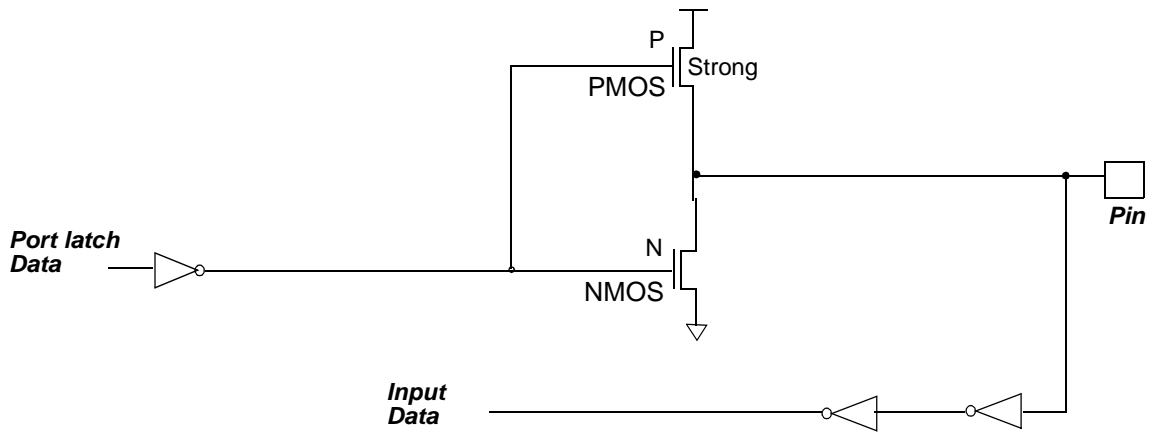 P
Strong
PMOS
Pin
Port latch
Data
N
NMOS
Input
Data